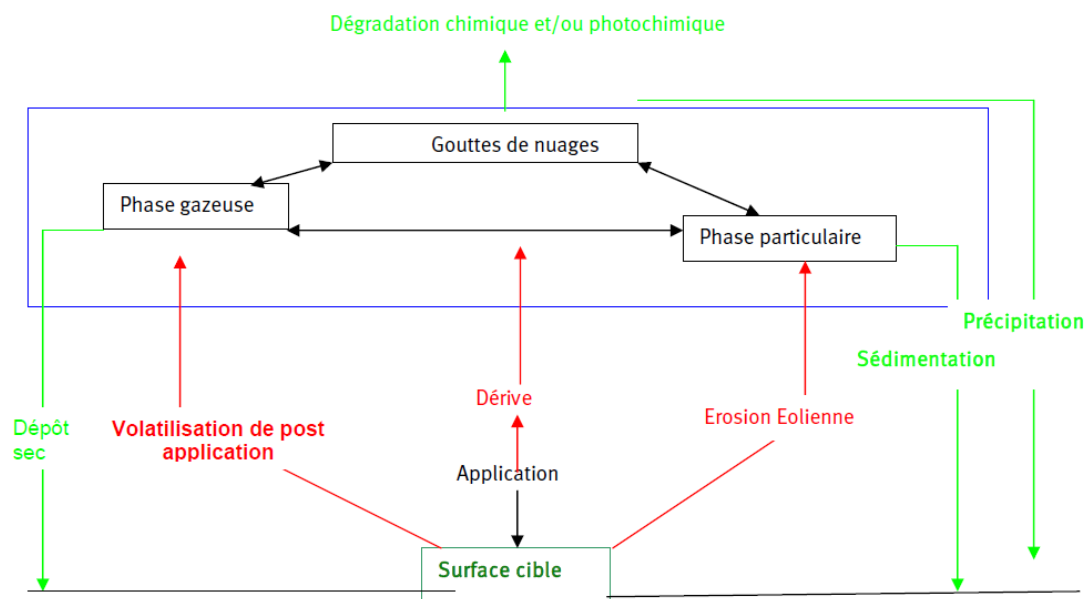 Dégradation chimique et/ou photochimique
Gouttes de nuages
Phase gazeuse
Phase particulaire
Précipitation
Sédimentation
Dérive
Erosion Eolienne
Dépôt
sec
Volatilisation de post
application
Application
Surface cible